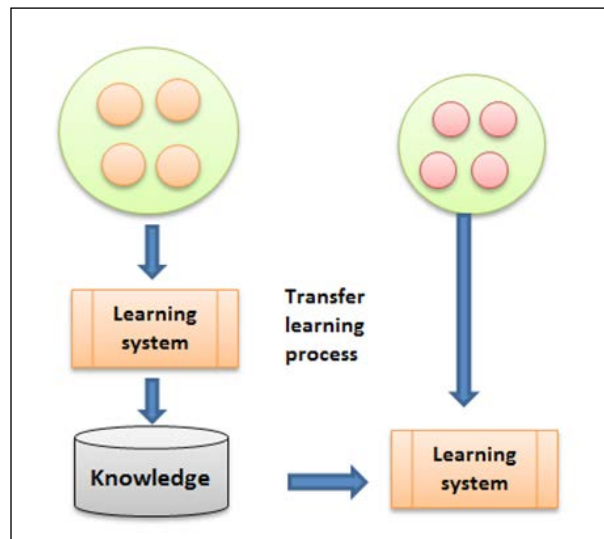 Learning
system
Transfer
learning
process
Knowledge
Learning
system